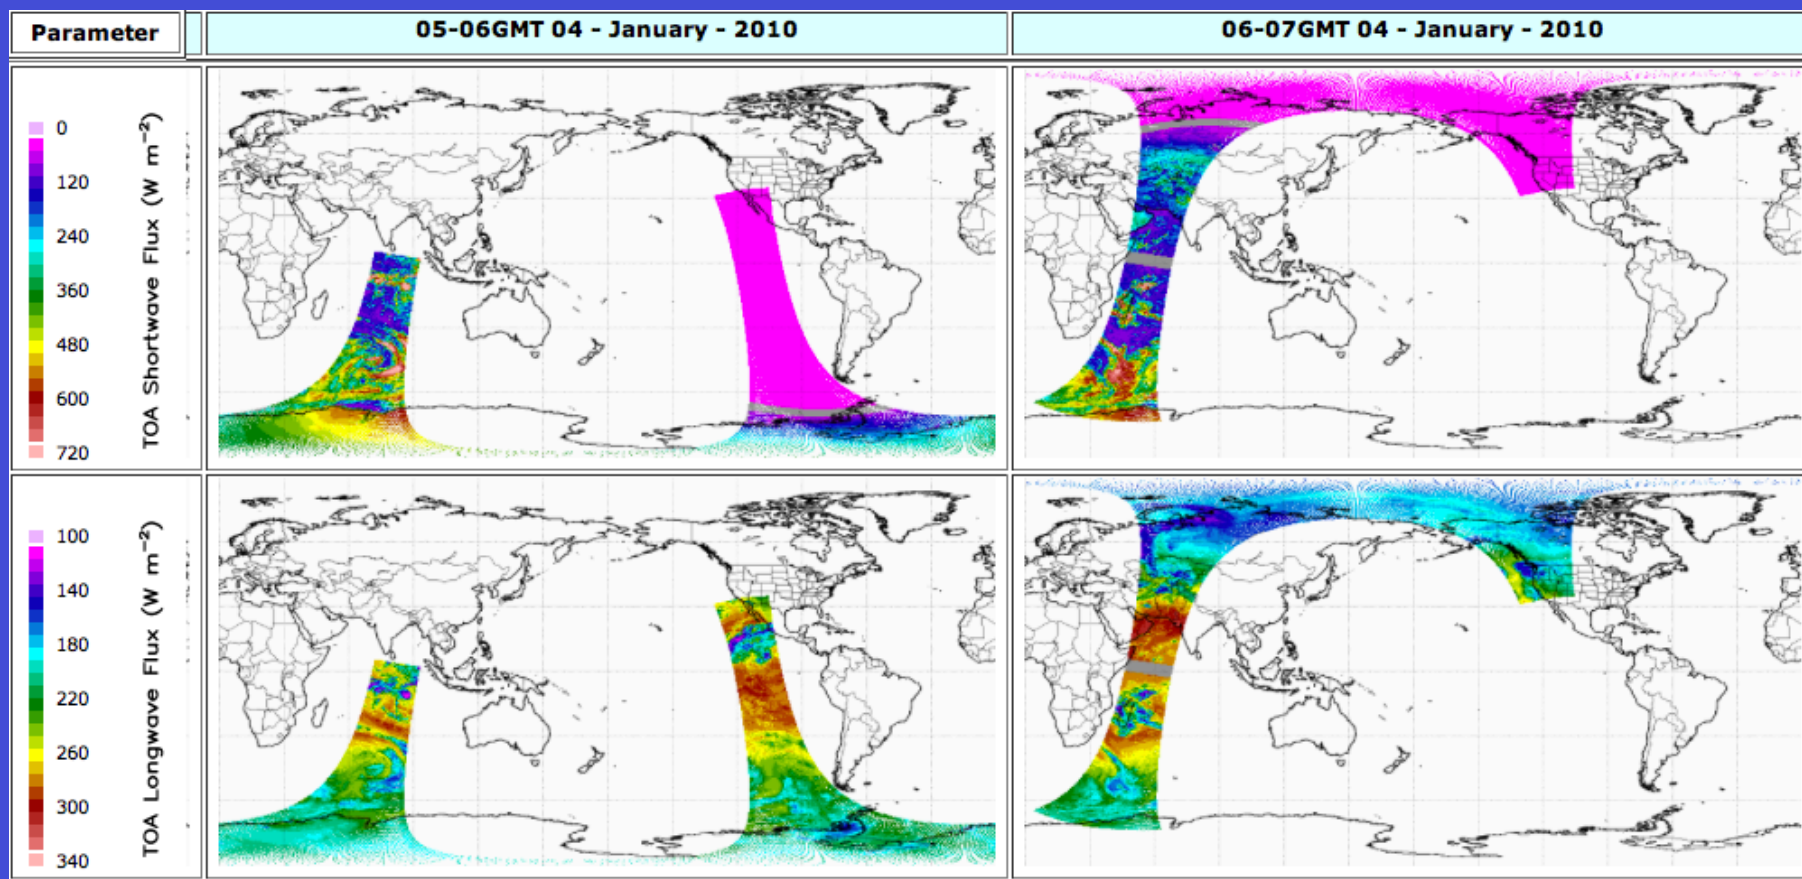 Parameter
05-06GMT 04 - January - 2010
06-07GMT 04 - January - 2010
0
120
240
360
480
600
720
TOA Shortwave Flux (W m⁻²)
100
140
180
220
260
300
340
TOA Longwave Flux (W m⁻²)